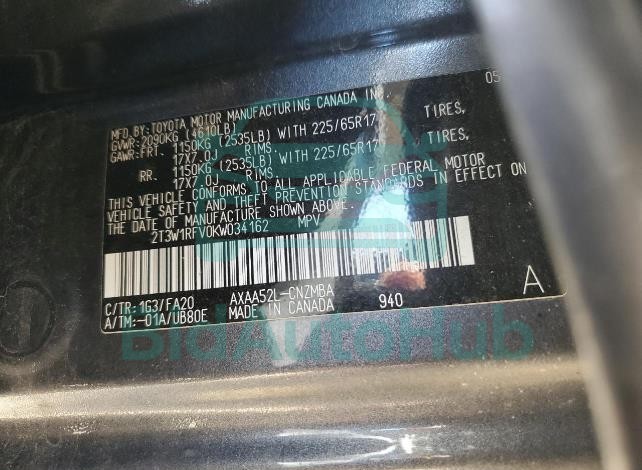 MFD.BY:TOYOTA MOTOR MANUFACTURING CANADA INC. 05
GVWR:2090KG (4610LB)
GAWR:FRT 1150KG (2535LB) WITH 225/65R17 TIRES,
17X7.0J RIMS.
RR. 1150KG (2535LB) WITH 225/65R17 TIRES,
17X7.0J RIMS.
THIS VEHICLE CONFORMS TO ALL APPLICABLE FEDERAL MOTOR
VEHICLE SAFETY AND THEFT PREVENTION STANDARDS IN EFFECT ON
THE DATE OF MANUFACTURE SHOWN ABOVE.
2T3W1RFV0KW034162 MPV
C/TR:1G3/FA20 AXAA52L-CNZMBA
A/TM:-01A/UB80E MADE IN CANADA 940 A
BidAutoHub